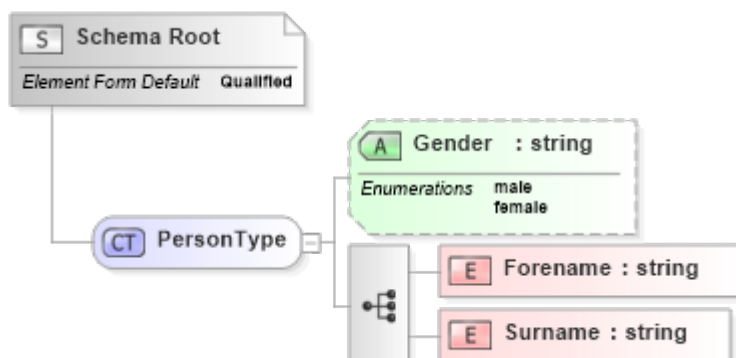 S Schema Root
Element Form Default Qualified
A Gender : string
Enumerations male
female
CT PersonType
E Forename : string
E Surname : string